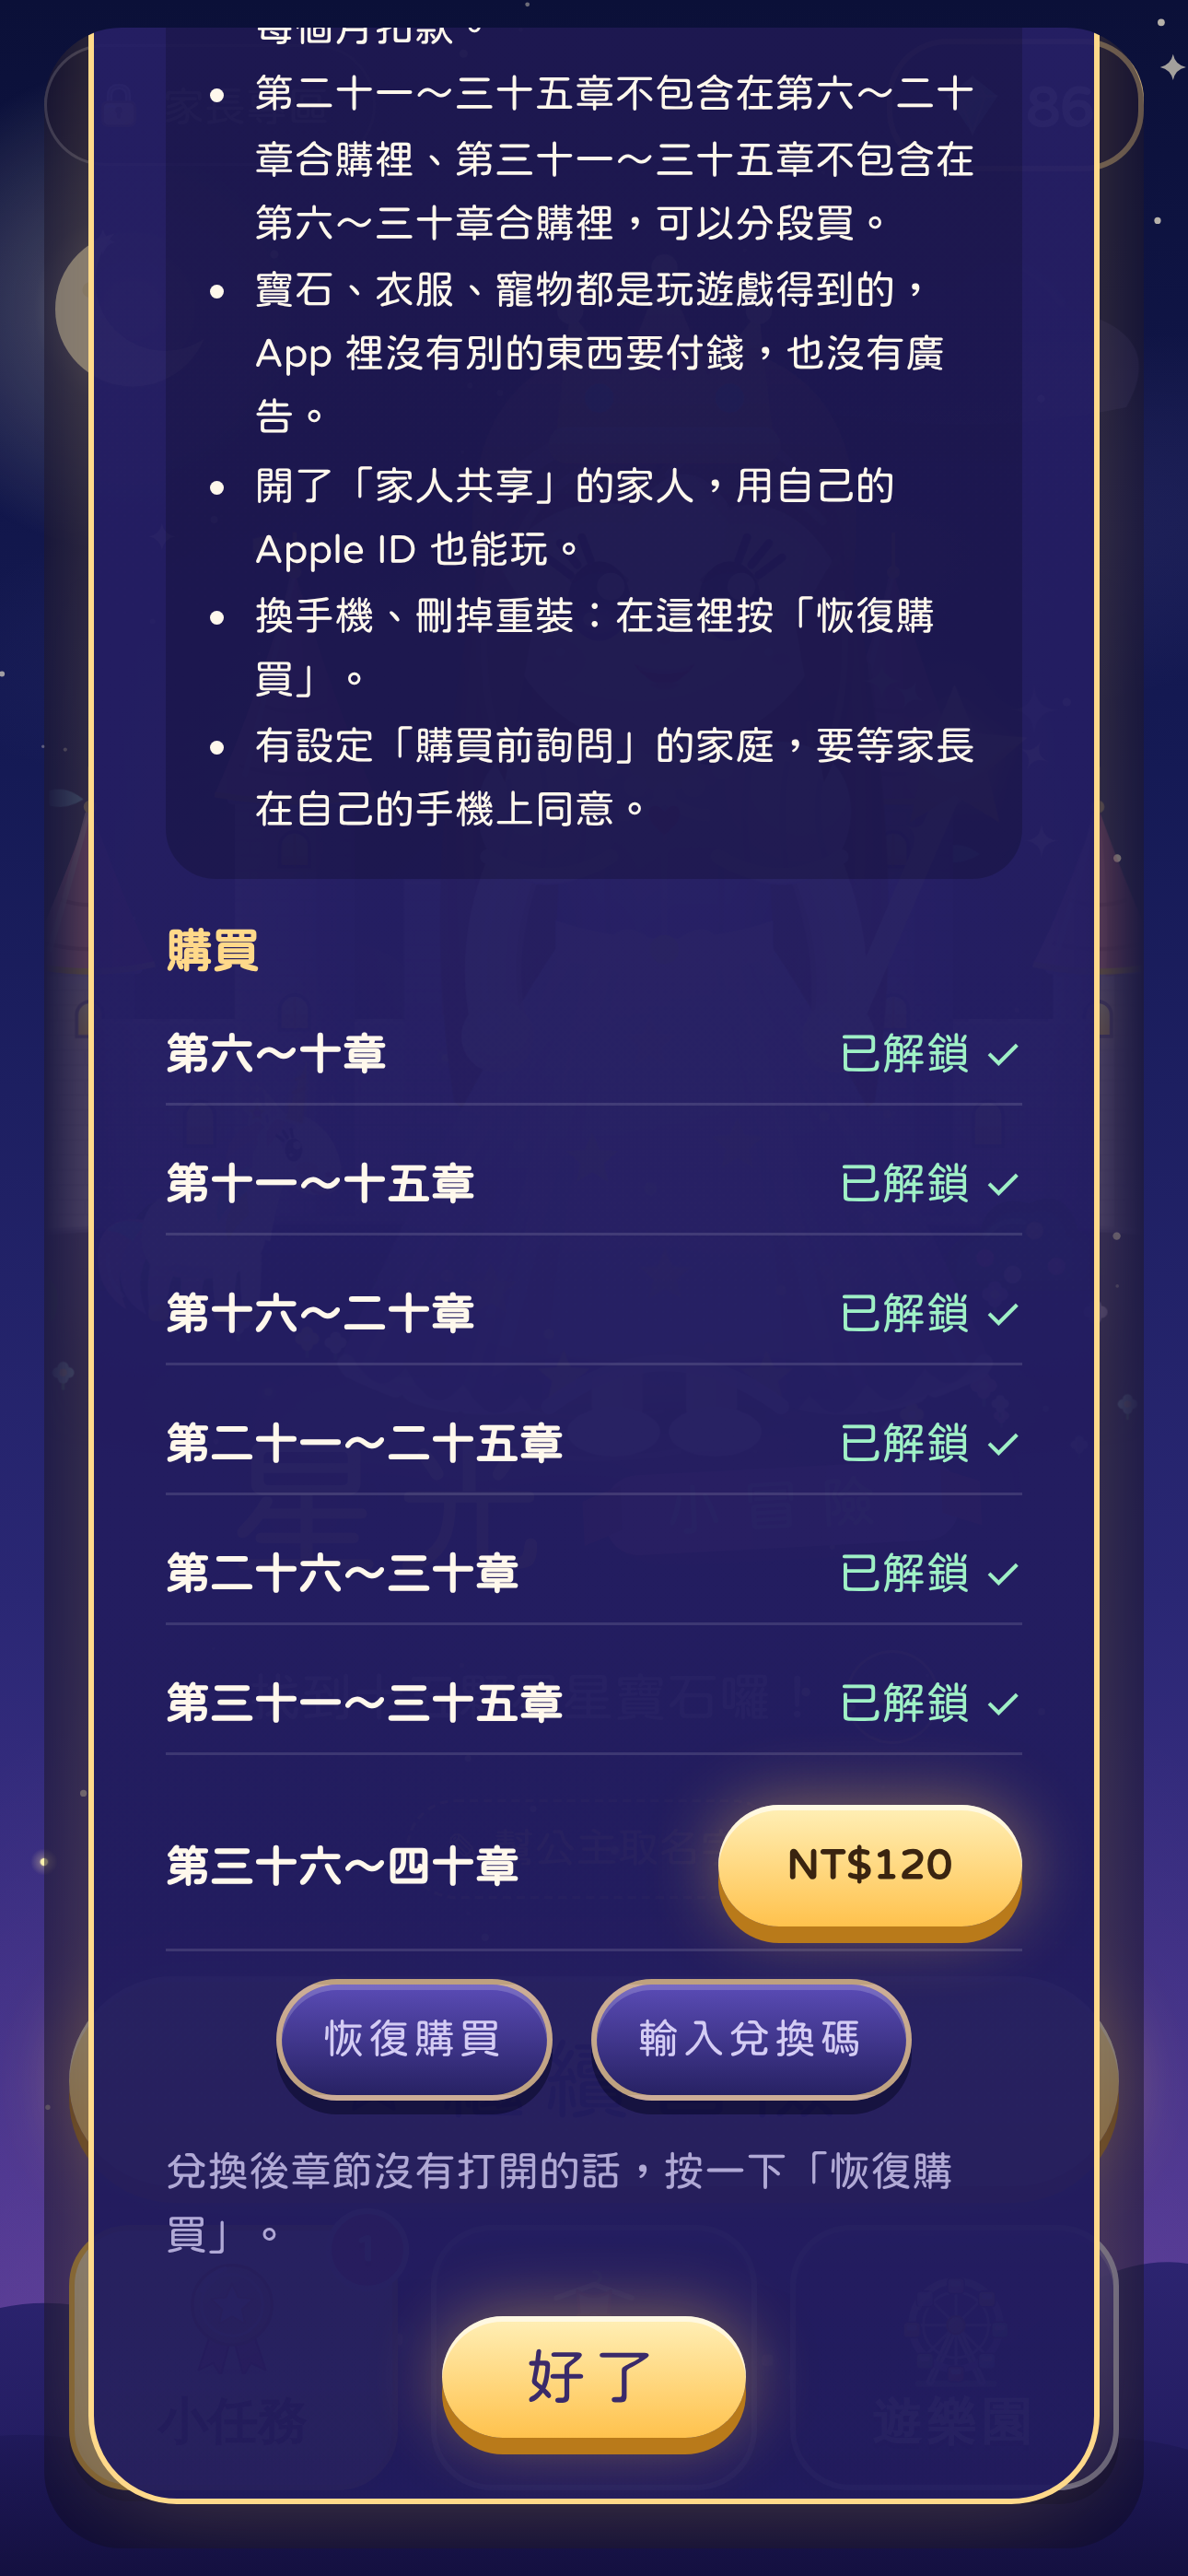 每個月扣款。
• 第二十一～三十五章不包含在第六～二十
章合購裡、第三十一～三十五章不包含在
第六～三十章合購裡，可以分段買。
• 寶石、衣服、寵物都是玩遊戲得到的，
App 裡沒有別的東西要付錢，也沒有廣
告。
• 開了「家人共享」的家人，用自己的
Apple ID 也能玩。
• 換手機、刪掉重裝：在這裡按「恢復購
買」。
• 有設定「購買前詢問」的家庭，要等家長
在自己的手機上同意。
購買
第六～十章 已解鎖 ✓
第十一～十五章 已解鎖 ✓
第十六～二十章 已解鎖 ✓
第二十一～二十五章 已解鎖 ✓
第二十六～三十章 已解鎖 ✓
第三十一～三十五章 已解鎖 ✓
第三十六～四十章 NT$120
恢復購買 輸入兌換碼
兌換後章節沒有打開的話，按一下「恢復購
買」。
好了
小任務 遊樂園